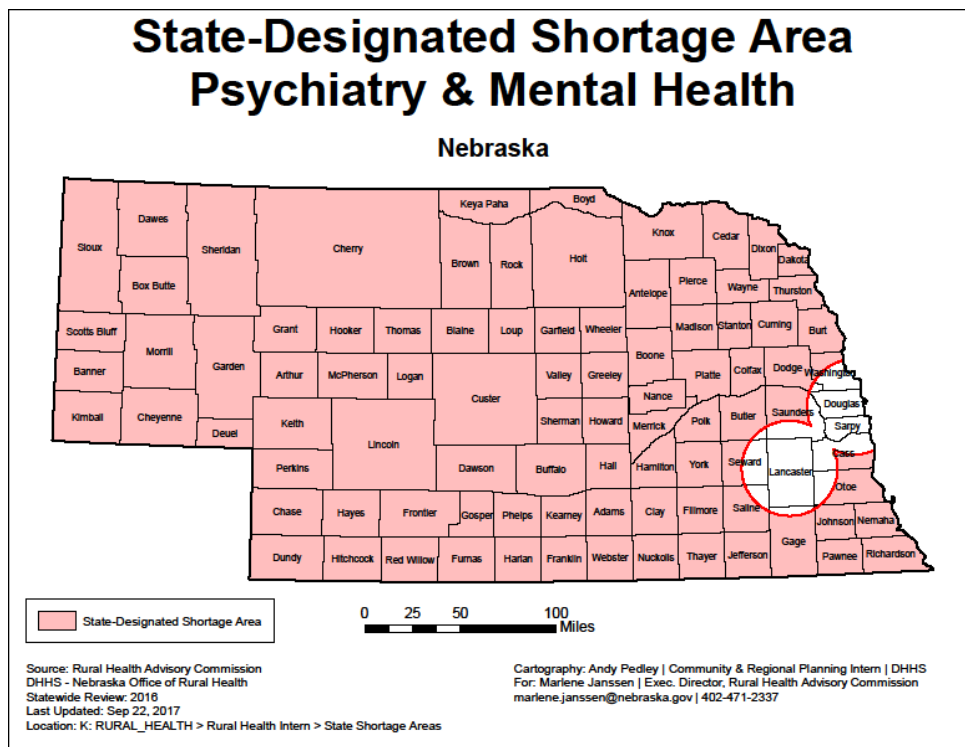 State-Designated Shortage Area
Psychiatry & Mental Health
Nebraska
Keya Paha
Boyd
Dawes
Sioux
Sheridan
Cherry
Knox
Cedar
Dixon
Dakota
Brown
Rock
Holt
Box Butte
Antelope
Pierce
Wayne
Thurston
Scotts Bluff
Grant
Hooker
Thomas
Blaine
Loup
Garfield
Wheeler
Madison
Stanton
Cuming
Burt
Morrill
Garden
Boone
Banner
Arthur
McPherson
Logan
Valley
Greeley
Platte
Colfax
Dodge
Washington
Custer
Nance
Douglas
Kimball
Cheyenne
Keith
Sherman
Howard
Merrick
Polk
Butler
Saunders
Sarpy
Deuel
Lincoln
Cass
Perkins
Dawson
Buffalo
Hall
Hamilton
York
Seward
Lancaster
Otoe
Chase
Hayes
Frontier
Gosper
Phelps
Kearney
Adams
Clay
Fillmore
Saline
Johnson
Nemaha
Gage
Dundy
Hitchcock
Red Willow
Furnas
Harlan
Franklin
Webster
Nuckolls
Thayer
Jefferson
Pawnee
Richardson
State-Designated Shortage Area
0 25 50 100
Miles
Source: Rural Health Advisory Commission
DHHS - Nebraska Office of Rural Health
Statewide Review: 2016
Last Updated: Sep 22, 2017
Location: K: RURAL_HEALTH > Rural Health Intern > State Shortage Areas
Cartography: Andy Pedley | Community & Regional Planning Intern | DHHS
For: Marlene Janssen | Exec. Director, Rural Health Advisory Commission
marlene.janssen@nebraska.gov | 402-471-2337